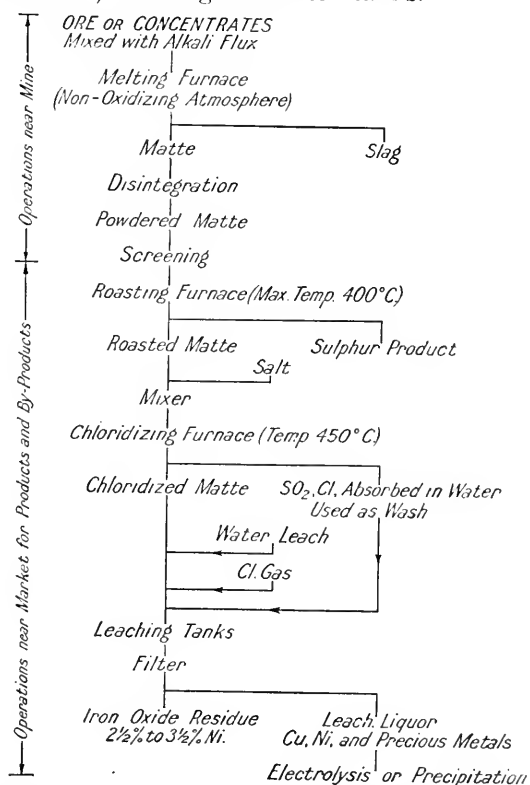 ORE OR CONCENTRATES
Mixed with Alkali Flux
Melting Furnace
(Non-Oxidizing Atmosphere)
Matte
Slag
Disintegration
Powdered Matte
Screening
Operations near Mine
Roasting Furnace (Max. Temp. 400°C.)
Roasted Matte
Sulphur Product
Salt
Mixer
Chloridizing Furnace (Temp 450°C.)
Chloridized Matte
SO2, Cl, Absorbed in Water
Used as Wash
Water Leach
Cl. Gas
Leaching Tanks
Filter
Iron Oxide Residue
2½% to 3½% Ni.
Leach Liquor
Cu, Ni, and Precious Metals
Electrolysis or Precipitation
Operations near Market for Products and By-Products